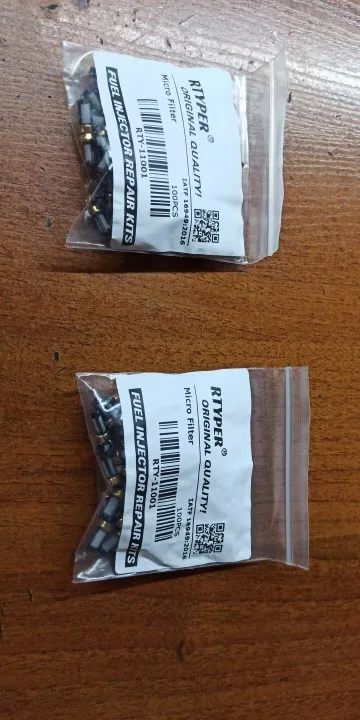 RTYPER®
ORIGINAL QUALITY!
IATF 16949:2016
Micro Filter
100PCS
RTY-11001
FUEL INJECTOR REPAIR KITS
RTYPER®
ORIGINAL QUALITY!
IATF 16949:2016
Micro Filter
100PCS
RTY-11001
FUEL INJECTOR REPAIR KITS